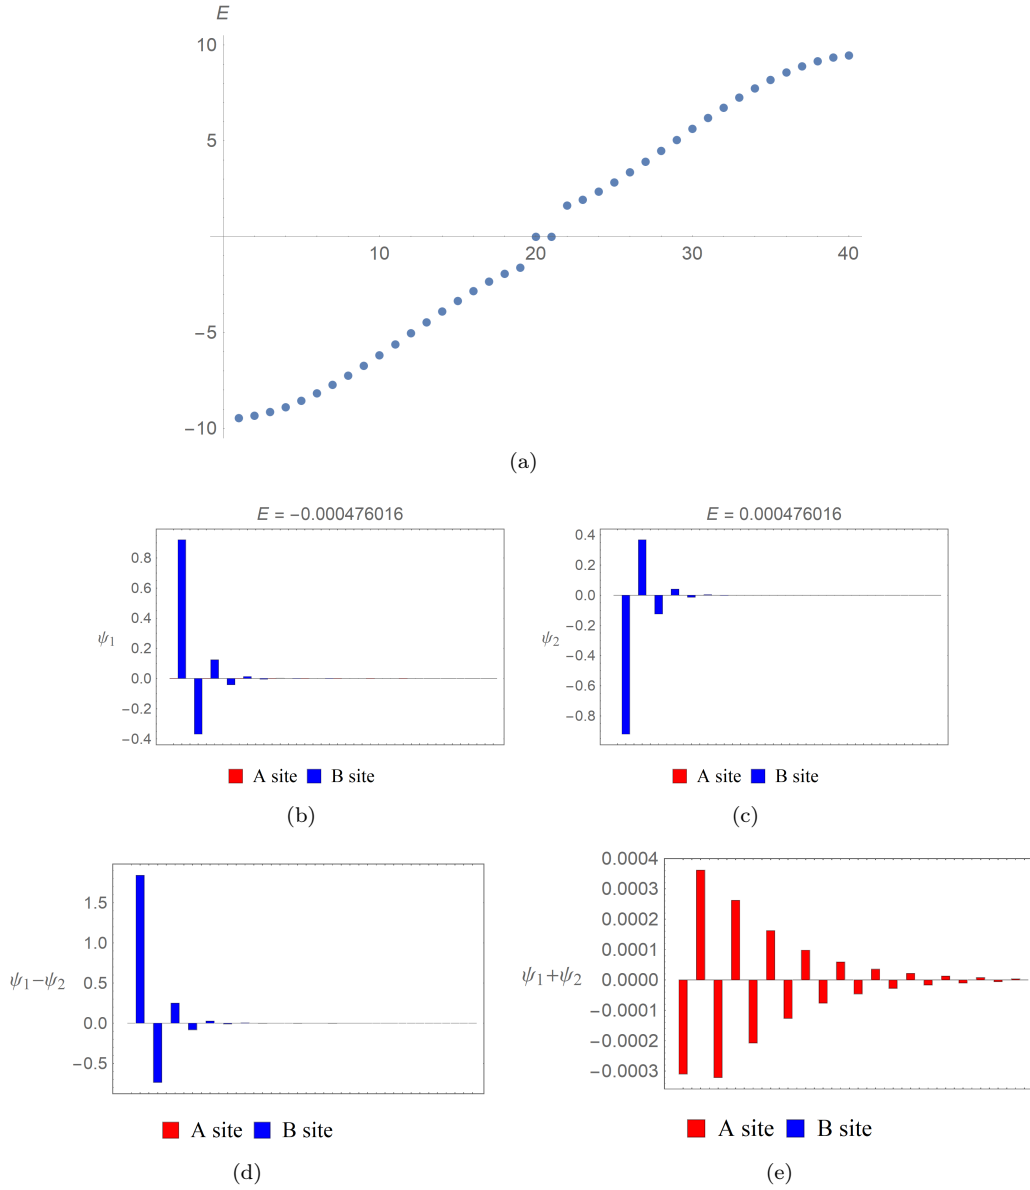 E
10
5
10 20 30 40
−5
−10
(a)
E = −0.000476016
0.8
0.6
0.4
0.2
0.0
−0.2
−0.4
ψ1
A site B site
(b)
E = 0.000476016
0.4
0.2
0.0
−0.2
−0.4
−0.6
−0.8
ψ2
A site B site
(c)
1.5
1.0
0.5
0.0
−0.5
ψ1−ψ2
A site B site
(d)
0.0004
0.0003
0.0002
0.0001
0.0000
−0.0001
−0.0002
−0.0003
ψ1+ψ2
A site B site
(e)